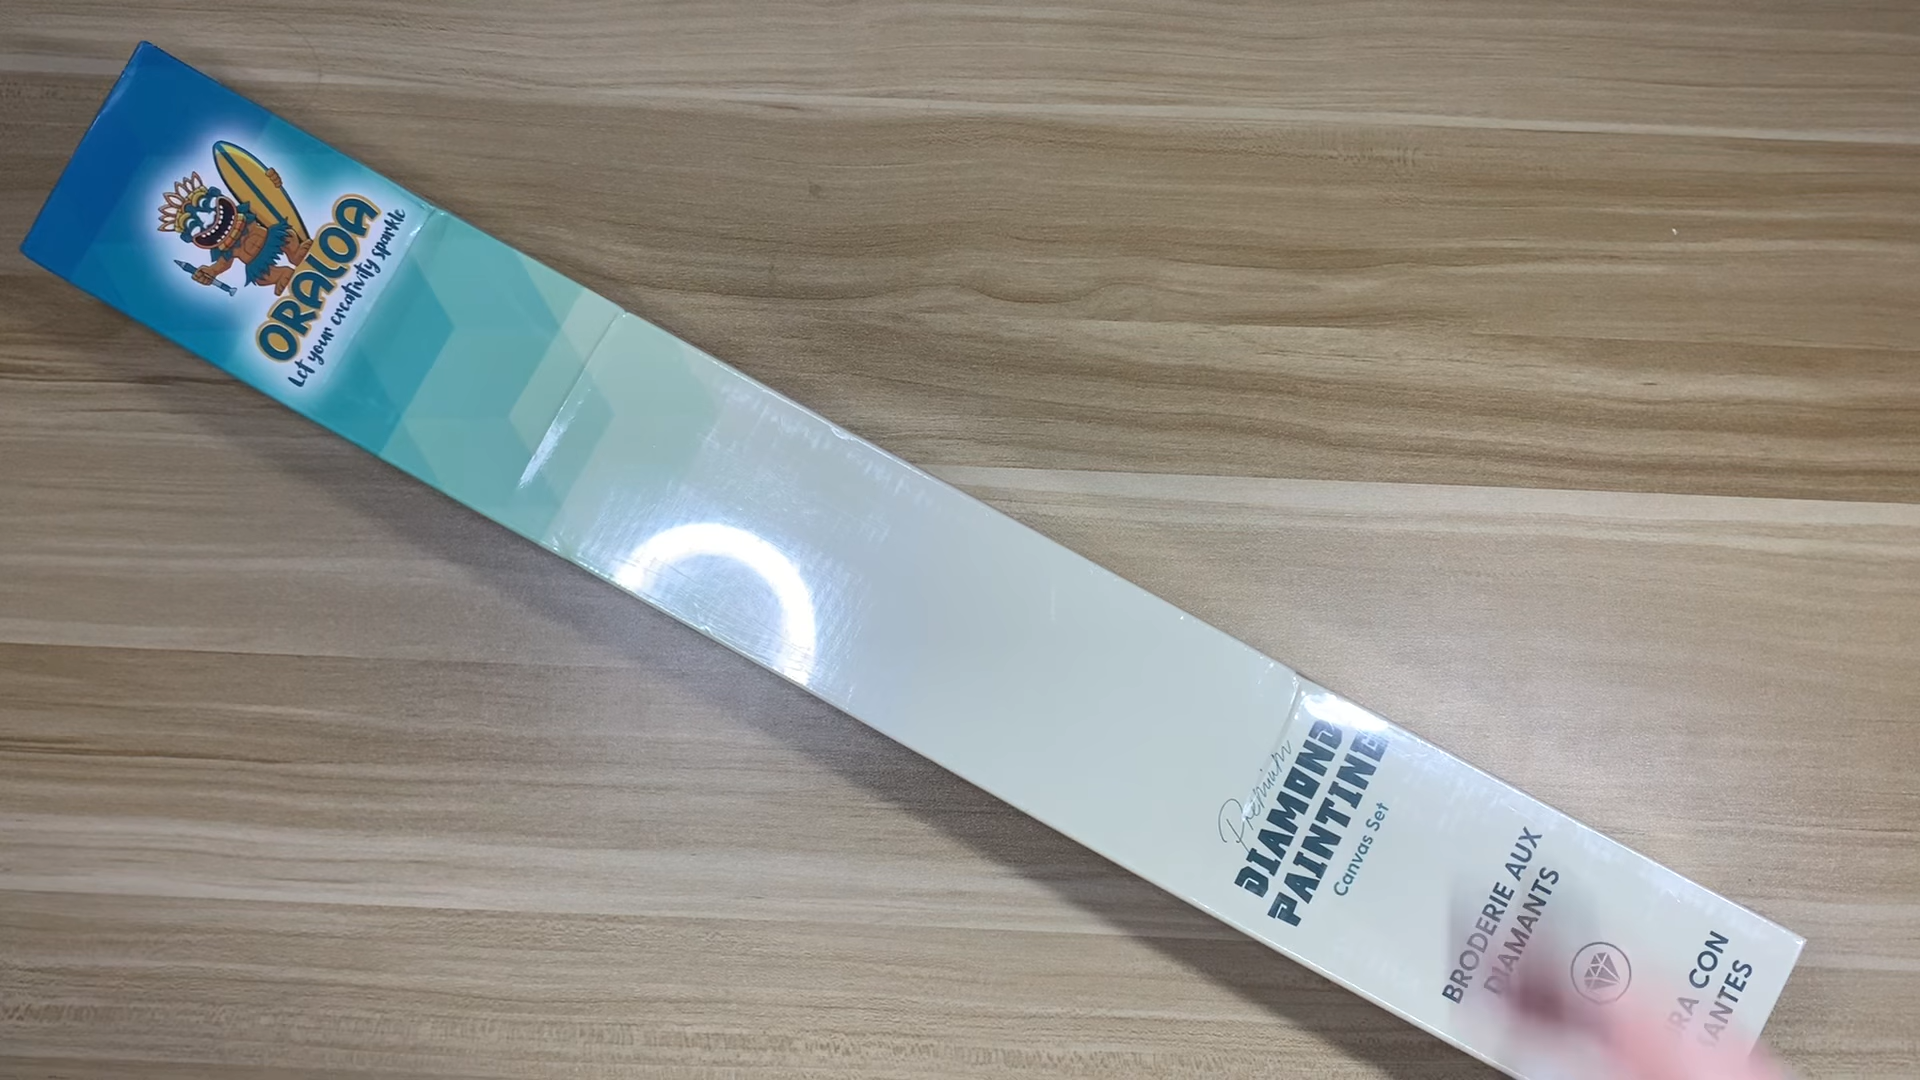 ORALOA
Let your creativity sparkle
Premium
DIAMOND
PAINTING
Canvas Set
BRODERIE AUX
DIAMANTS
CON